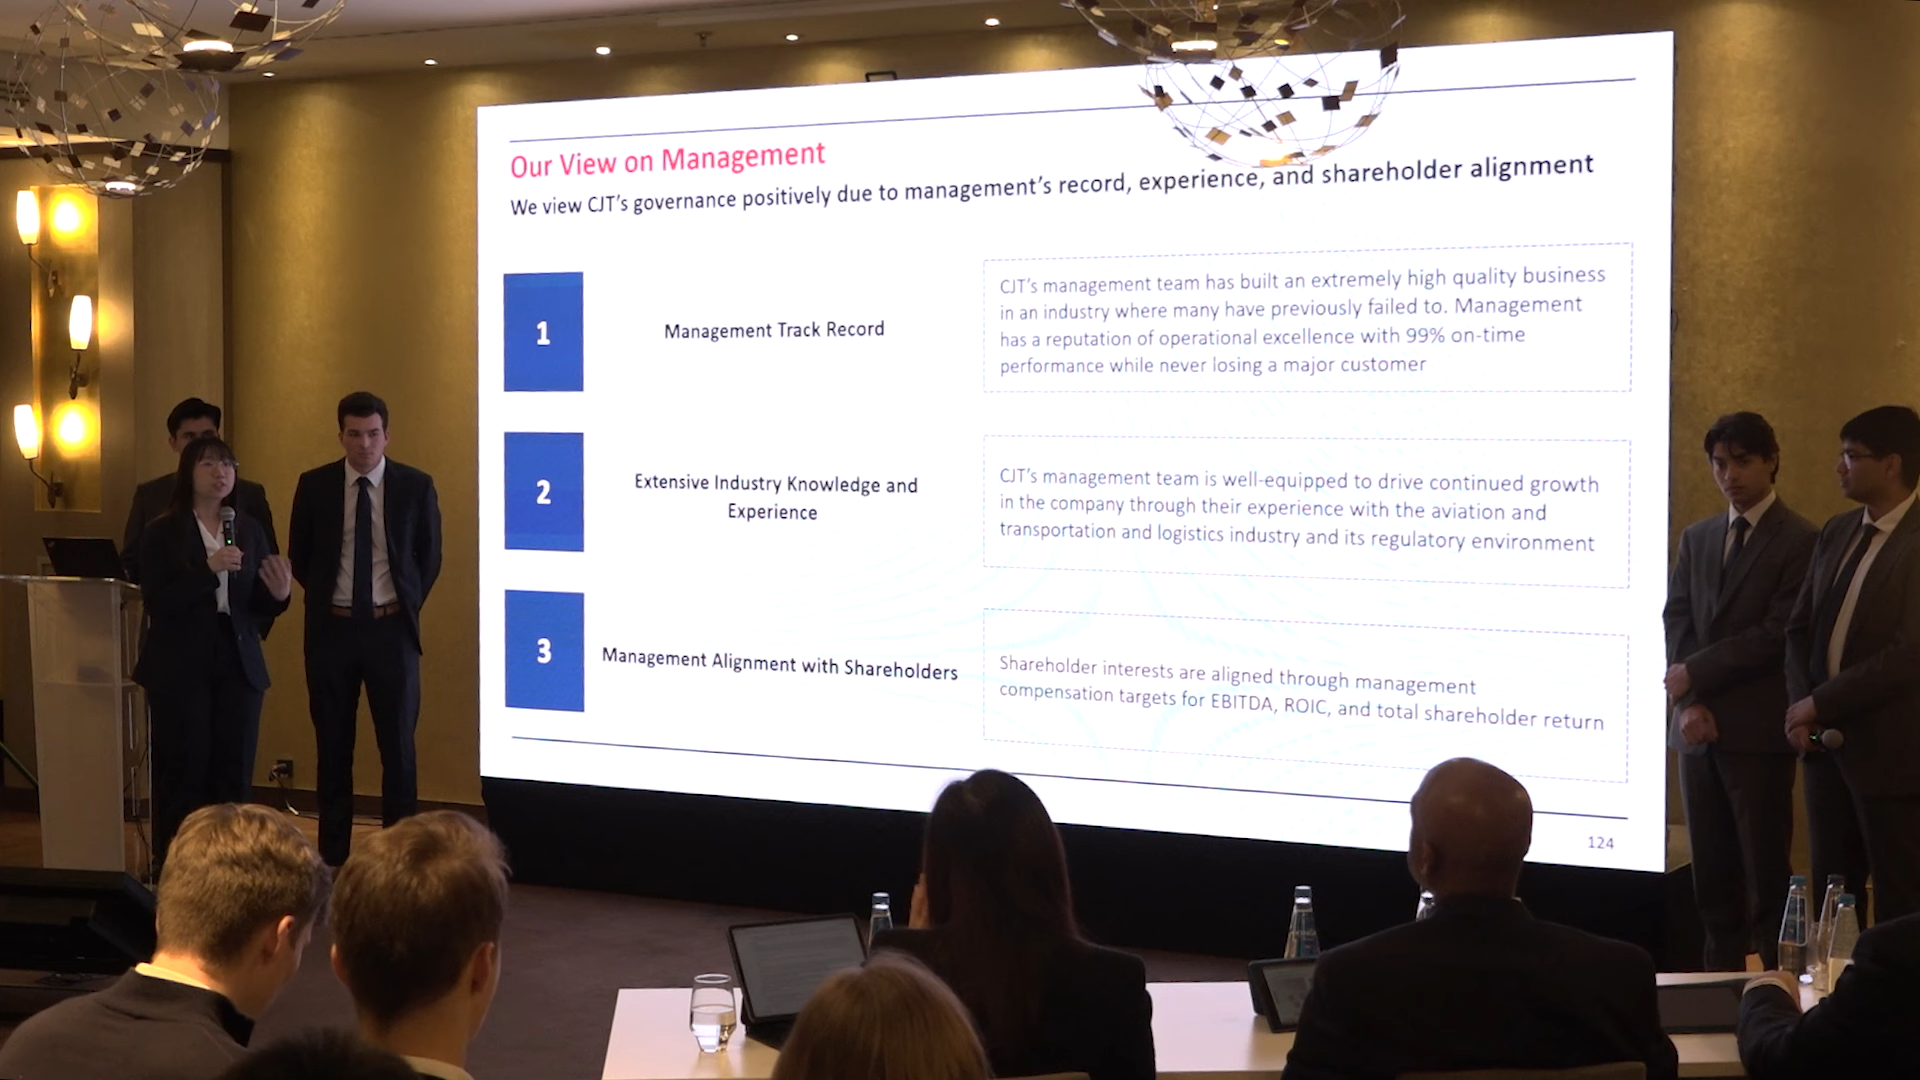 Our View on Management
We view CJT's governance positively due to management's record, experience, and shareholder alignment
1
Management Track Record
CJT's management team has built an extremely high quality business
in an industry where many have previously failed to. Management
has a reputation of operational excellence with 99% on-time
performance while never losing a major customer
2
Extensive Industry Knowledge and
Experience
CJT's management team is well-equipped to drive continued growth
in the company through their experience with the aviation and
transportation and logistics industry and its regulatory environment
3
Management Alignment with Shareholders
Shareholder interests are aligned through management
compensation targets for EBITDA, ROIC, and total shareholder return
124